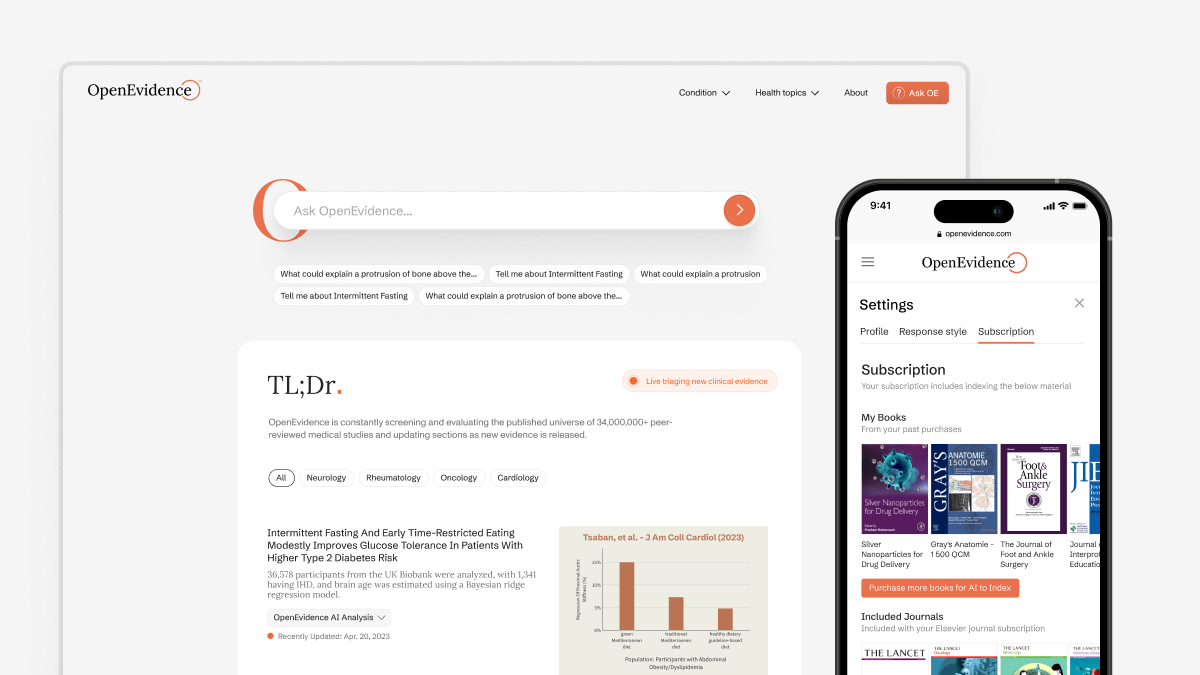 OpenEvidence
Condition
Health topics
About
? Ask OE
Ask OpenEvidence...
What could explain a protrusion of bone above the...
Tell me about Intermittent Fasting
What could explain a protrusion
Tell me about Intermittent Fasting
What could explain a protrusion of bone above the...
TL;Dr.
Live triaging new clinical evidence
OpenEvidence is constantly screening and evaluating the published universe of 34,000,000+ peer-
reviewed medical studies and updating sections as new evidence is released.
All
Neurology
Rheumatology
Oncology
Cardiology
Intermittent Fasting And Early Time-Restricted Eating
Modestly Improves Glucose Tolerance In Patients With
Higher Type 2 Diabetes Risk
36,578 participants from the UK Biobank were analyzed, with 1,341
having IHD, and brain age was estimated using a Bayesian ridge
regression model.
OpenEvidence AI Analysis
Recently Updated: Apr. 20, 2023
Tsaban, et al. - J Am Coll Cardiol (2023)
Regression Of Proximal Aortic
Stiffness (%)
15%
10%
5%
0%
green
Mediterranean
diet
traditional
Mediterranean
diet
healthy dietary
guideline-based
diet
Population: Participants with Abdominal
Obesity/Dyslipidemia
9:41
openevidence.com
OpenEvidence
Settings
Profile
Response style
Subscription
Subscription
Your subscription includes indexing the below material
My Books
From your past purchases
Silver Nanoparticles
for Drug Delivery
GRAY'S
ANATOMIE
1 500 QCM
The Journal of
Foot&
Ankle
Surgery
Silver
Nanoparticles for
Drug Delivery
Gray's Anatomie -
1 500 QCM
The Journal of
Foot and Ankle
Surgery
Journal
Interprof
Educatio
Purchase more books for AI to Index
Included Journals
Included with your Elsevier journal subscription
THE LANCET
THE LANCET
Oncology
THE LANCET
Neurology
THE LANCET